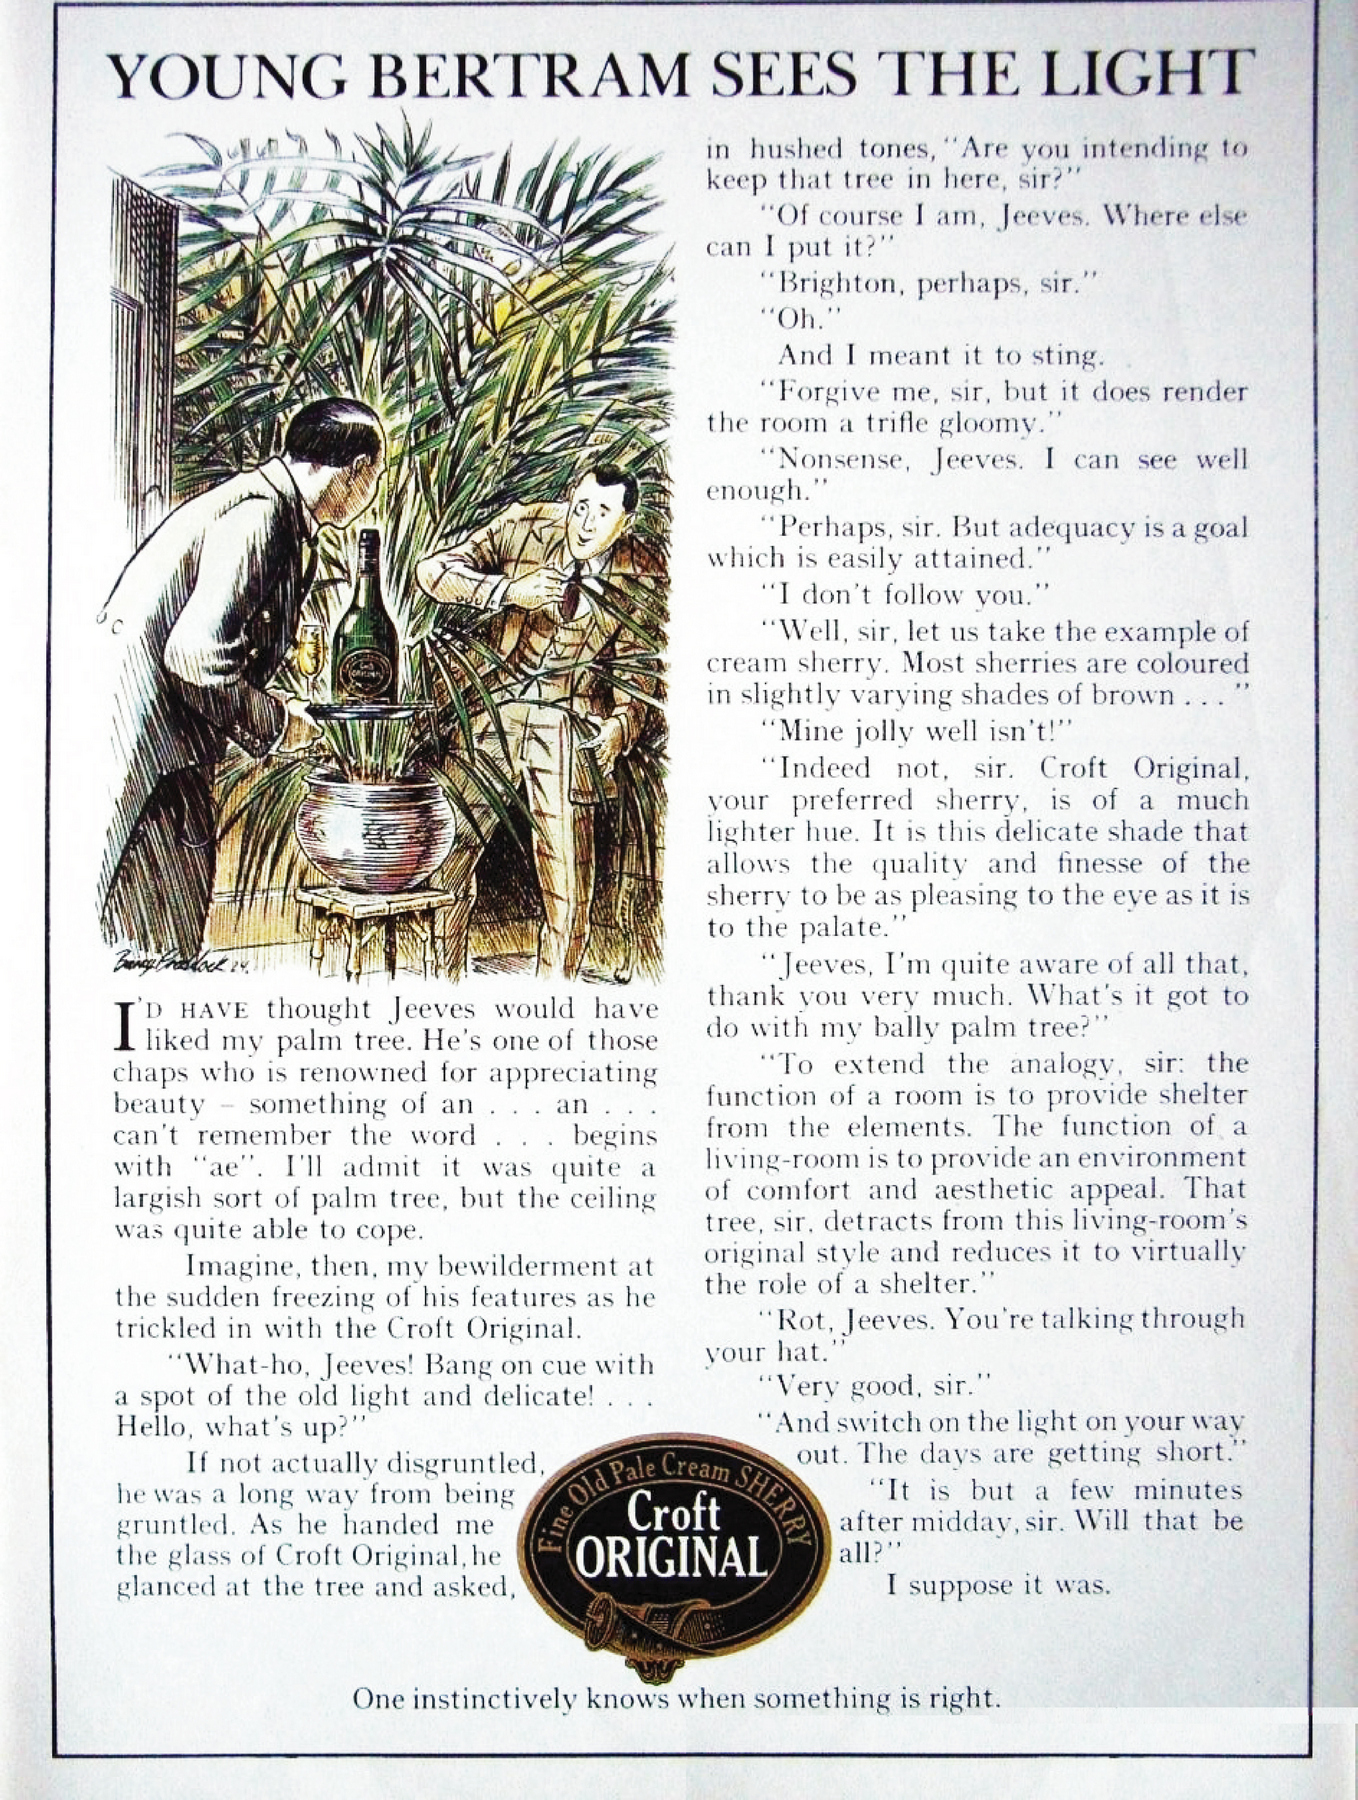 YOUNG BERTRAM SEES THE LIGHT
I'D HAVE thought Jeeves would have
liked my palm tree. He's one of those
chaps who is renowned for appreciating
beauty – something of an . . . an . . .
can't remember the word . . . begins
with "ae". I'll admit it was quite a
largish sort of palm tree, but the ceiling
was quite able to cope.
Imagine, then, my bewilderment at
the sudden freezing of his features as he
trickled in with the Croft Original.
"What-ho, Jeeves! Bang on cue with
a spot of the old light and delicate! . . .
Hello, what's up?"
If not actually disgruntled,
he was a long way from being
gruntled. As he handed me
the glass of Croft Original, he
glanced at the tree and asked,
in hushed tones, "Are you intending to
keep that tree in here, sir?"
"Of course I am, Jeeves. Where else
can I put it?"
"Brighton, perhaps, sir."
"Oh."
And I meant it to sting.
"Forgive me, sir, but it does render
the room a trifle gloomy."
"Nonsense, Jeeves. I can see well
enough."
"Perhaps, sir. But adequacy is a goal
which is easily attained."
"I don't follow you."
"Well, sir, let us take the example of
cream sherry. Most sherries are coloured
in slightly varying shades of brown . . ."
"Mine jolly well isn't!"
"Indeed not, sir. Croft Original,
your preferred sherry, is of a much
lighter hue. It is this delicate shade that
allows the quality and finesse of the
sherry to be as pleasing to the eye as it is
to the palate."
"Jeeves, I'm quite aware of all that,
thank you very much. What's it got to
do with my bally palm tree?"
"To extend the analogy, sir: the
function of a room is to provide shelter
from the elements. The function of a
living-room is to provide an environment
of comfort and aesthetic appeal. That
tree, sir, detracts from this living-room's
original style and reduces it to virtually
the role of a shelter."
"Rot, Jeeves. You're talking through
your hat."
"Very good, sir."
"And switch on the light on your way
out. The days are getting short."
"It is but a few minutes
after midday, sir. Will that be
all?"
I suppose it was.
Fine Old Pale Cream SHERRY
Croft
ORIGINAL
One instinctively knows when something is right.